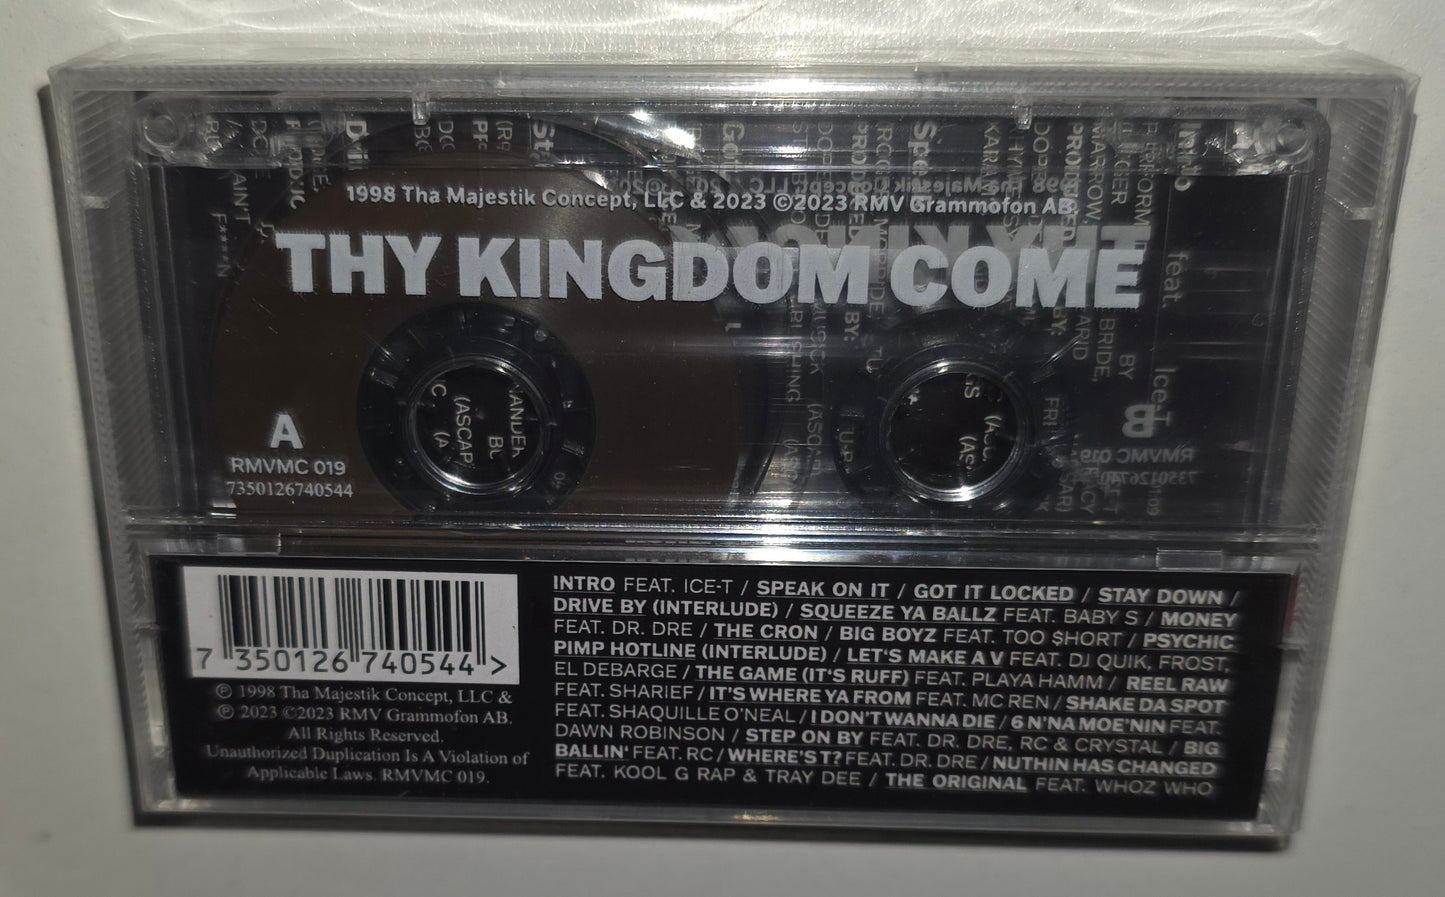 1998 Tha Majestik Concept, LLC & 2023 ©2023 RMV Grammofon AB
THY KINGDOM COME
A
RMVMC 019
7350126740544
feat Ice-T
B
RMVMC 019
INTRO FEAT. ICE-T / SPEAK ON IT / GOT IT LOCKED / STAY DOWN /
DRIVE BY (INTERLUDE) / SQUEEZE YA BALLZ FEAT. BABY S / MONEY
FEAT. DR. DRE / THE CRON / BIG BOYZ FEAT. TOO $HORT / PSYCHIC
PIMP HOTLINE (INTERLUDE) / LET'S MAKE A V FEAT. DJ QUIK, FROST,
EL DEBARGE / THE GAME (IT'S RUFF) FEAT. PLAYA HAMM / REEL RAW
FEAT. SHARIEF / IT'S WHERE YA FROM FEAT. MC REN / SHAKE DA SPOT
FEAT. SHAQUILLE O'NEAL / I DON'T WANNA DIE / 6 N'NA MOE'NIN FEAT.
DAWN ROBINSON / STEP ON BY FEAT. DR. DRE, RC & CRYSTAL / BIG
BALLIN' FEAT. RC / WHERE'S T? FEAT. DR. DRE / NUTHIN HAS CHANGED
FEAT. KOOL G RAP & TRAY DEE / THE ORIGINAL FEAT. WHOZ WHO
7 350126 740544 >
℗ 1998 Tha Majestik Concept, LLC &
℗ 2023 ©2023 RMV Grammofon AB.
All Rights Reserved.
Unauthorized Duplication Is A Violation of
Applicable Laws. RMVMC 019.